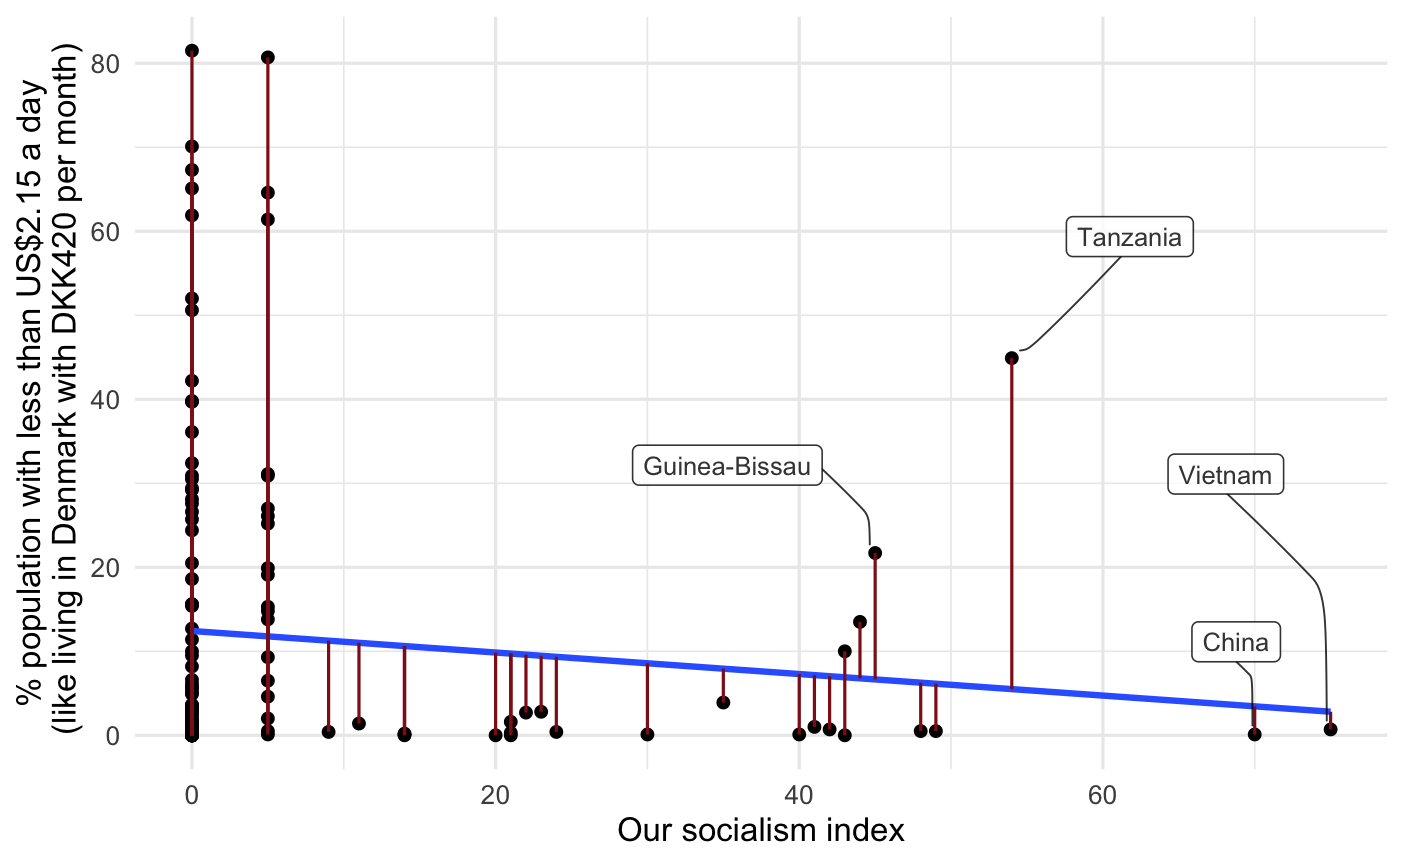 % population with less than US$2.15 a day
(like living in Denmark with DKK420 per month)
80
60
40
20
0
Tanzania
Guinea-Bissau
Vietnam
China
0
20
40
60
Our socialism index